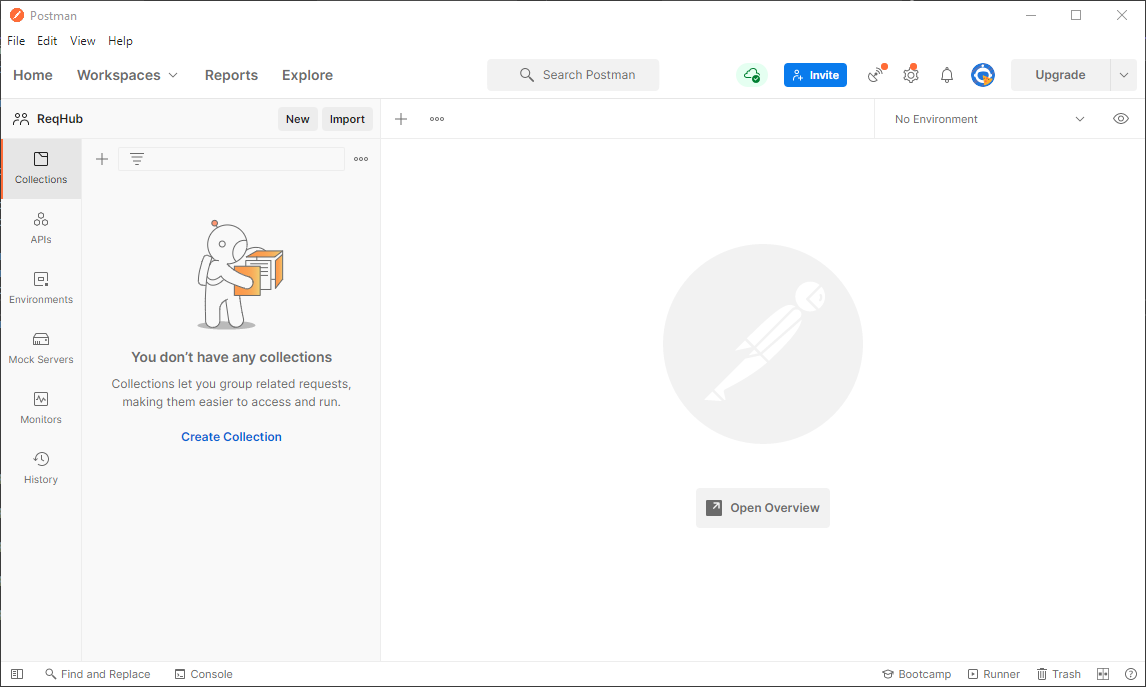 Postman
File Edit View Help
Home Workspaces Reports Explore Search Postman Invite Upgrade
ReqHub New Import No Environment
Collections
APIs
Environments
Mock Servers
Monitors
History
You don’t have any collections
Collections let you group related requests,
making them easier to access and run.
Create Collection
Open Overview
Find and Replace Console Bootcamp Runner Trash